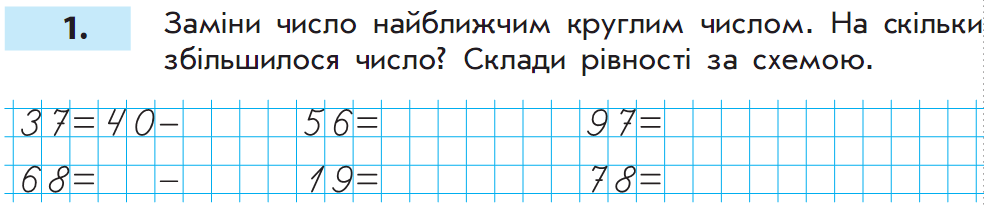 1. Заміни число найближчим круглим числом. На скільки
збільшилося число? Склади рівності за схемою.
37=40– 56= 97=
68= – 19= 78=